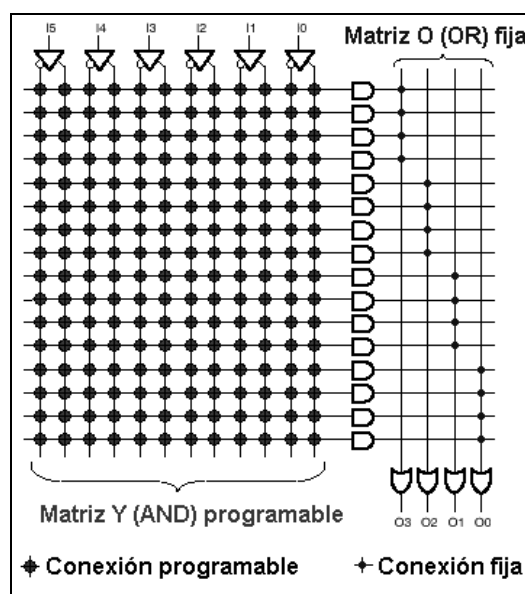 I5 I4 I3 I2 I1 I0
Matriz O (OR) fija
Matriz Y (AND) programable
O3 O2 O1 O0
Conexión programable
Conexión fija